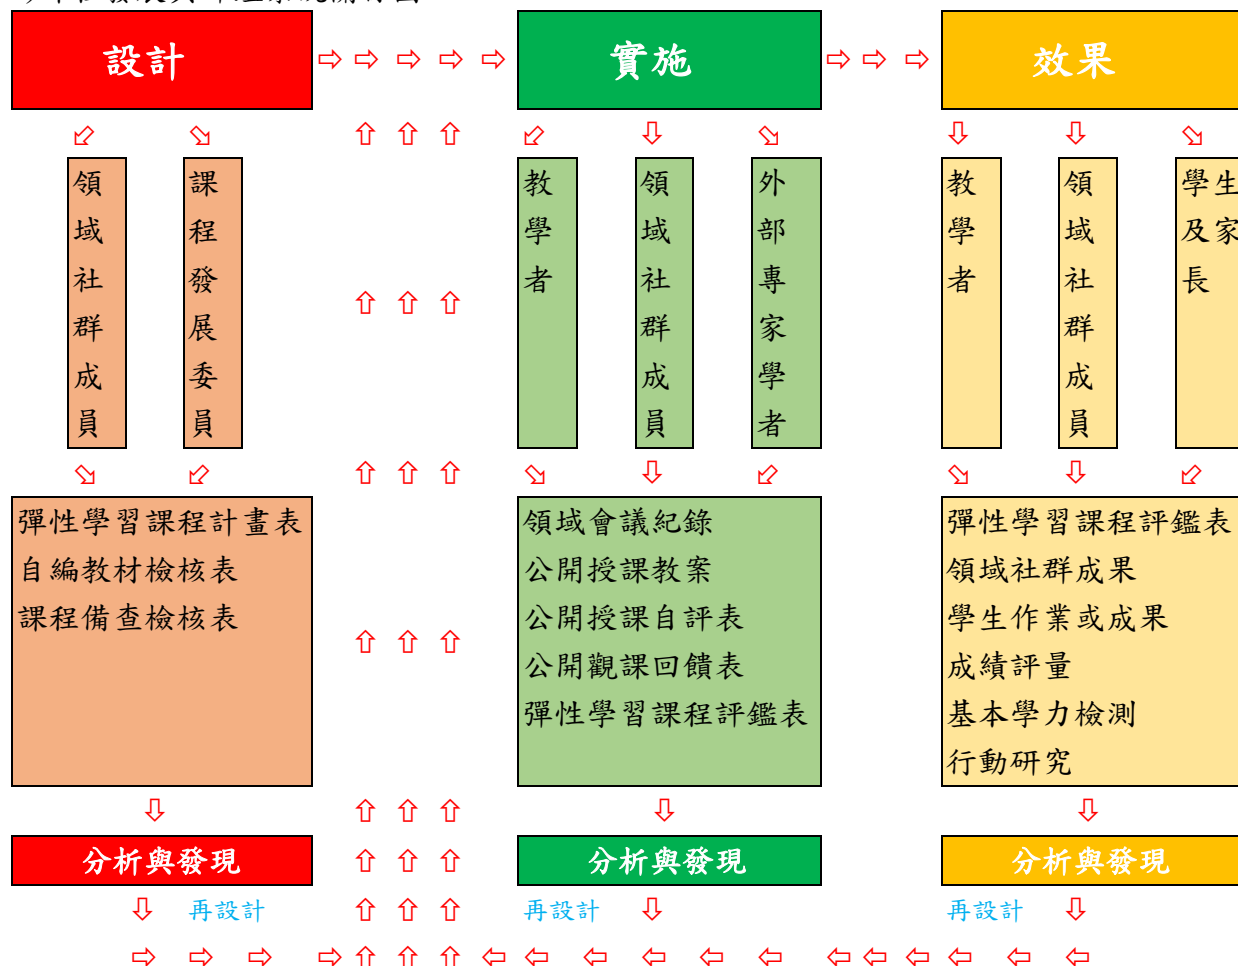 設計
實施
效果
領域社群成員
課程發展委員
教學者
領域社群成員
外部專家學者
教學者
領域社群成員
學生及家長
彈性學習課程計畫表
自編教材檢核表
課程備查檢核表
領域會議紀錄
公開授課教案
公開授課自評表
公開觀課回饋表
彈性學習課程評鑑表
彈性學習課程評鑑表
領域社群成果
學生作業或成果
成績評量
基本學力檢測
行動研究
分析與發現
分析與發現
分析與發現
再設計
再設計
再設計